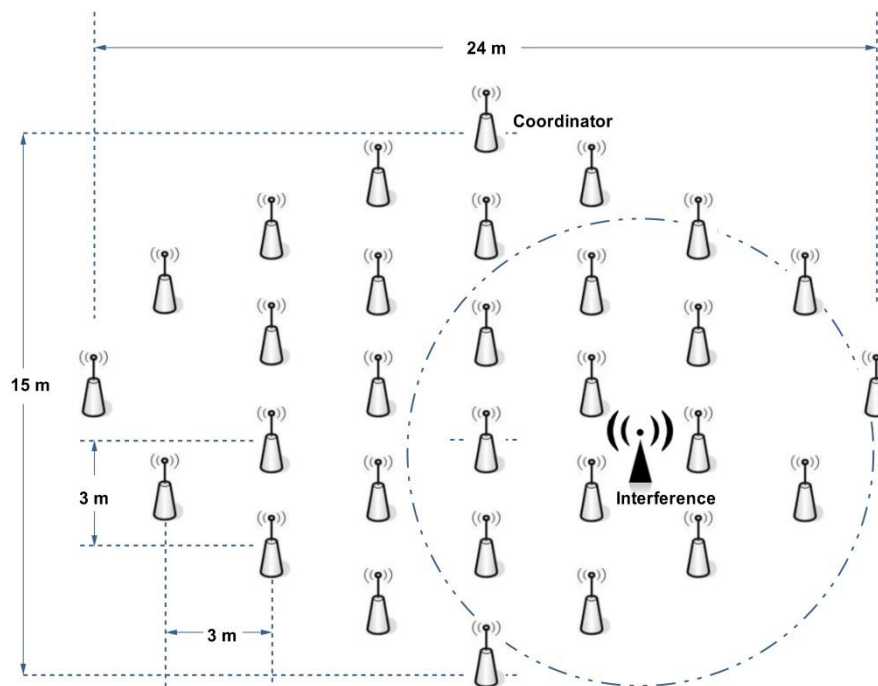 24 m
Coordinator
15 m
3 m
Interference
3 m